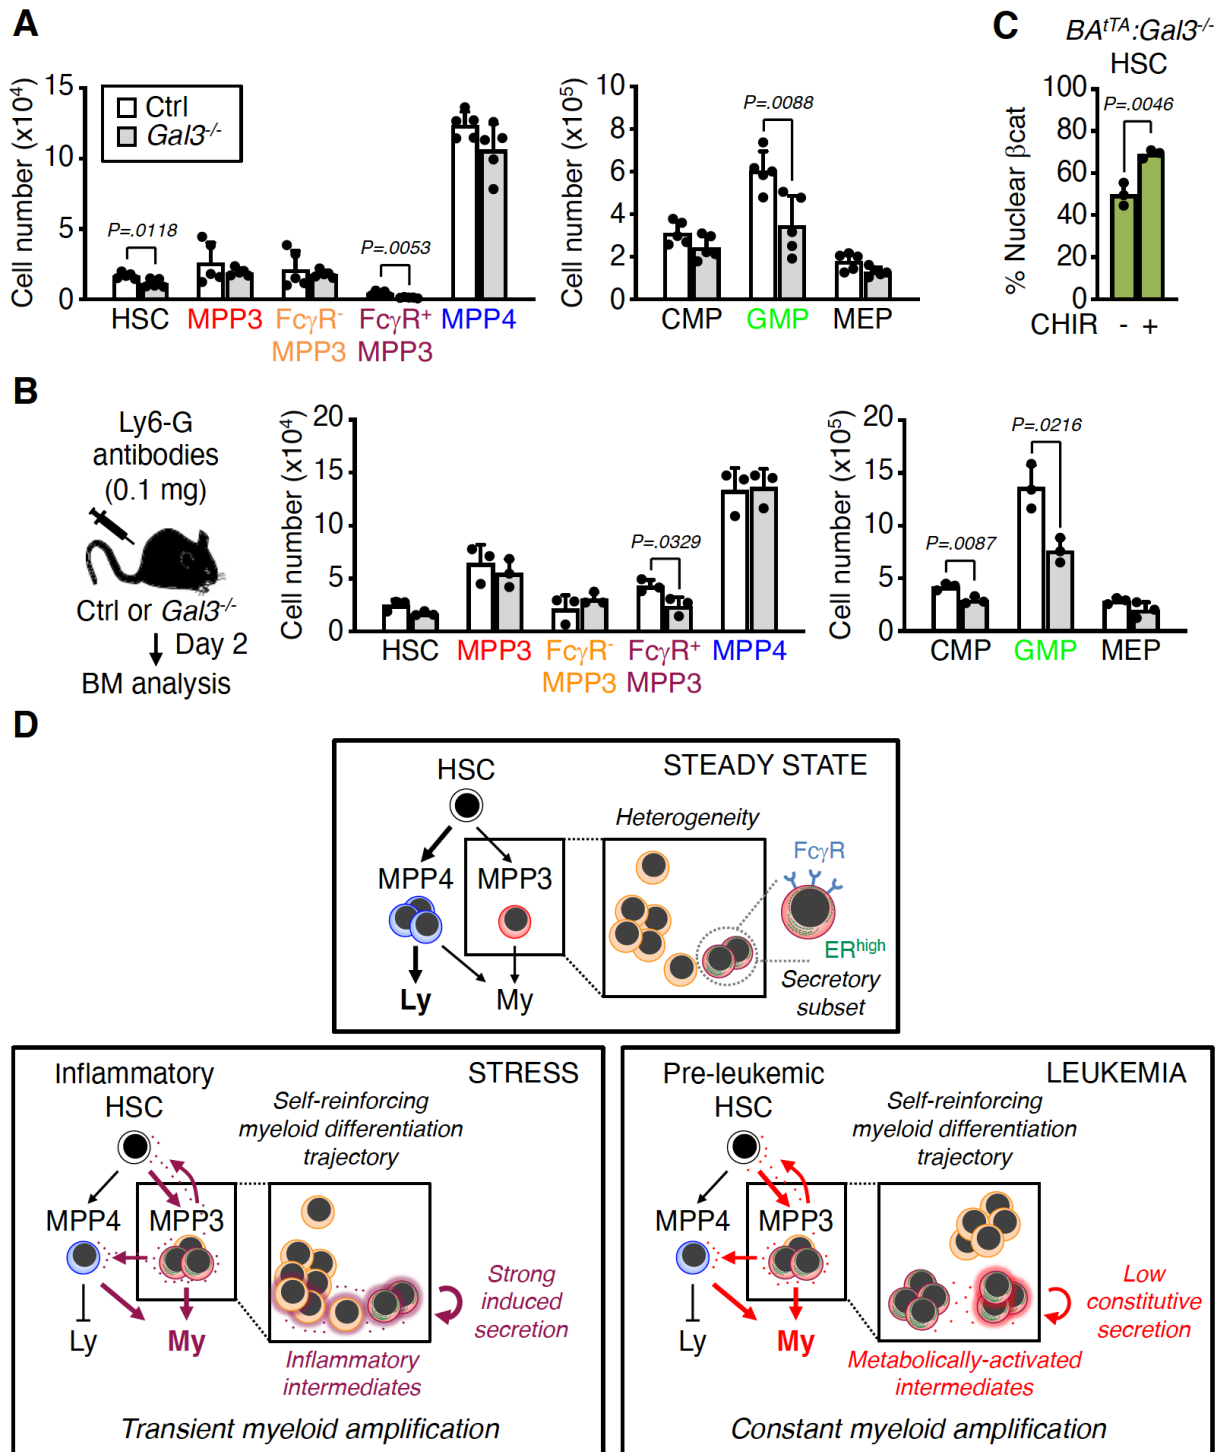 A
Cell number (x10⁴)
15
10
5
0
Ctrl
Gal3⁻/⁻
P=.0118
P=.0053
HSC
MPP3
FcγR⁻
MPP3
FcγR⁺
MPP3
MPP4
Cell number (x10⁵)
10
8
6
4
2
0
P=.0088
CMP
GMP
MEP
C
BAᵗᵀᴬ:Gal3⁻/⁻
HSC
% Nuclear βcat
100
80
60
40
20
0
P=.0046
CHIR - +
B
Ly6-G
antibodies
(0.1 mg)
Ctrl or Gal3⁻/⁻
Day 2
BM analysis
Cell number (x10⁴)
20
15
10
5
0
P=.0329
HSC
MPP3
FcγR⁻
MPP3
FcγR⁺
MPP3
MPP4
Cell number (x10⁵)
20
15
10
5
0
P=.0087
P=.0216
CMP
GMP
MEP
D
STEADY STATE
HSC
Heterogeneity
MPP4
MPP3
FcγR
ERʰⁱᵍʰ
Secretory
subset
Ly
My
STRESS
Inflammatory
HSC
Self-reinforcing
myeloid differentiation
trajectory
MPP4
MPP3
Strong
induced
secretion
Ly
My
Inflammatory
intermediates
Transient myeloid amplification
LEUKEMIA
Pre-leukemic
HSC
Self-reinforcing
myeloid differentiation
trajectory
MPP4
MPP3
Low
constitutive
secretion
Ly
My
Metabolically-activated
intermediates
Constant myeloid amplification